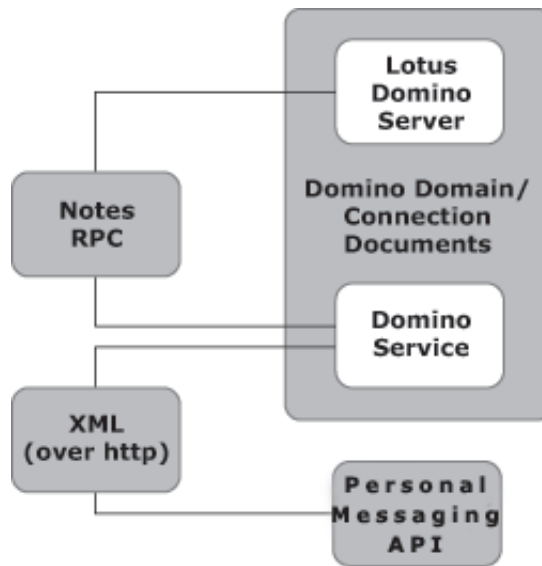 Lotus
Domino
Server
Domino Domain/
Connection
Documents
Notes
RPC
Domino
Service
XML
(over http)
Personal
Messaging
API